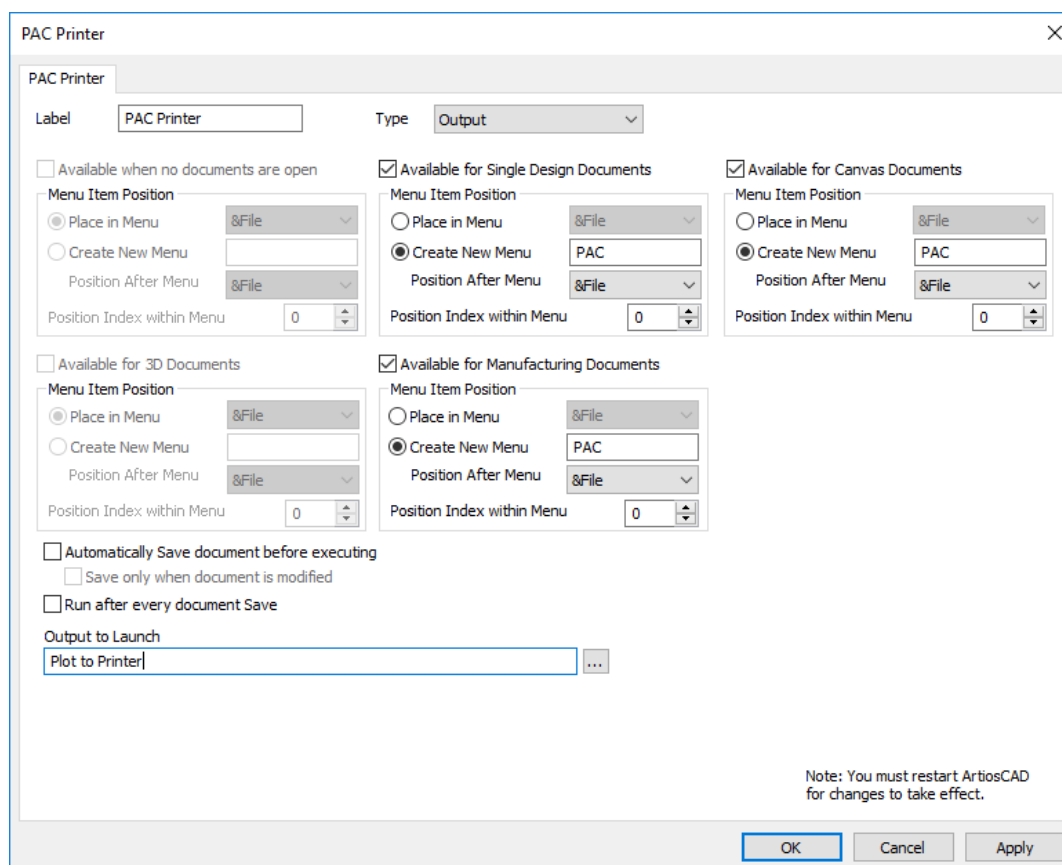 PAC Printer
PAC Printer
Label PAC Printer Type Output
Available when no documents are open
Menu Item Position
Place in Menu &File
Create New Menu
Position After Menu &File
Position Index within Menu 0
Available for Single Design Documents
Menu Item Position
Place in Menu &File
Create New Menu PAC
Position After Menu &File
Position Index within Menu 0
Available for Canvas Documents
Menu Item Position
Place in Menu &File
Create New Menu PAC
Position After Menu &File
Position Index within Menu 0
Available for 3D Documents
Menu Item Position
Place in Menu &File
Create New Menu
Position After Menu &File
Position Index within Menu 0
Available for Manufacturing Documents
Menu Item Position
Place in Menu &File
Create New Menu PAC
Position After Menu &File
Position Index within Menu 0
Automatically Save document before executing
Save only when document is modified
Run after every document Save
Output to Launch
Plot to Printer ...
Note: You must restart ArtiosCAD
for changes to take effect.
OK Cancel Apply